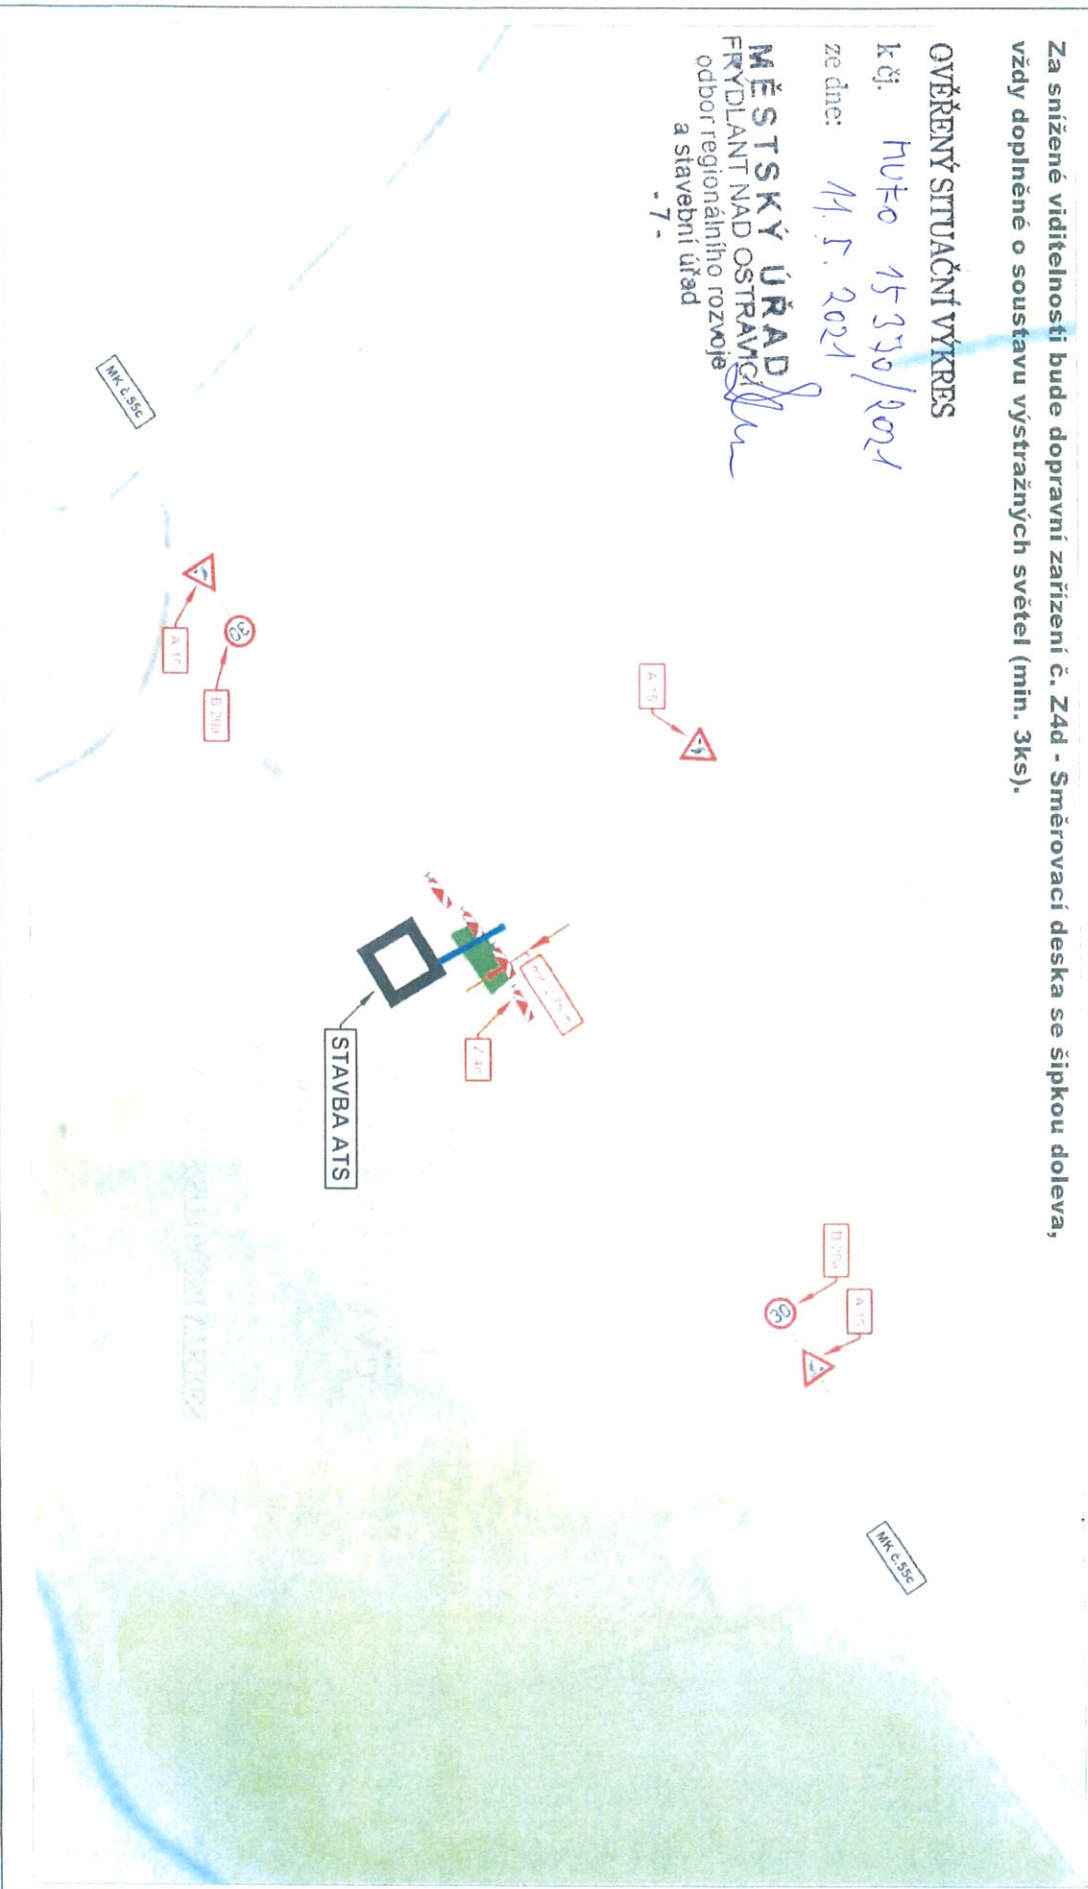 Za snížené viditelnosti bude dopravní zařízení č. Z4d - Směrovací deska se šipkou doleva,
vždy doplněné o soustavu výstražných světel (min. 3ks).
OVĚŘENÝ SITUAČNÍ VÝKRES
k čj. MUFO 15370/2021
ze dne: 11. 5. 2021
MĚSTSKÝ ÚŘAD
FRÝDLANT NAD OSTRAVICÍ
odbor regionálního rozvoje
a stavební úřad
- 7 -
MK č.55c
A 15
B 20a
A 15
30
STAVBA ATS
B 20a
A 15
30
MK č.55c